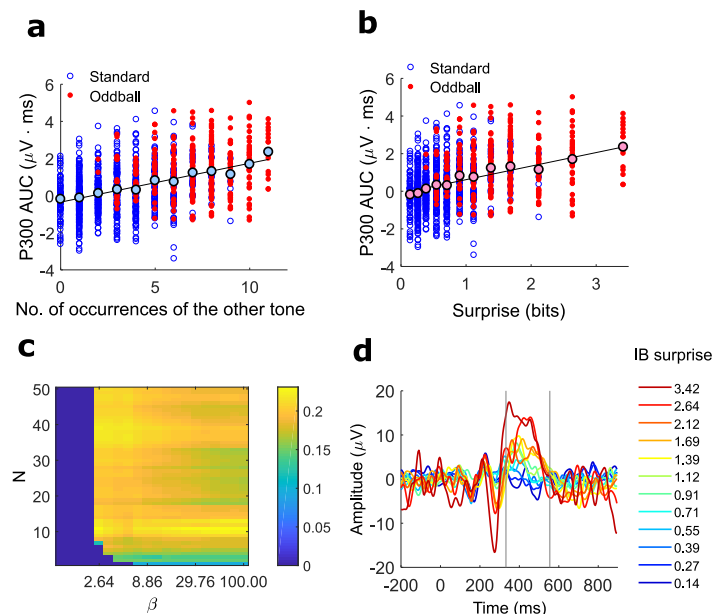 a
Standard
Oddball
P300 AUC (μV · ms)
6
4
2
0
-2
-4
0 5 10
No. of occurrences of the other tone
b
Standard
Oddball
P300 AUC (μV · ms)
6
4
2
0
-2
-4
0 1 2 3
Surprise (bits)
c
N
50
40
30
20
10
2.64 8.86 29.76 100.00
β
0.2
0.15
0.1
0.05
0
d
Amplitude (μV)
20
10
0
-10
-20
-200 0 200 400 600 800
Time (ms)
IB surprise
3.42
2.64
2.12
1.69
1.39
1.12
0.91
0.71
0.55
0.39
0.27
0.14